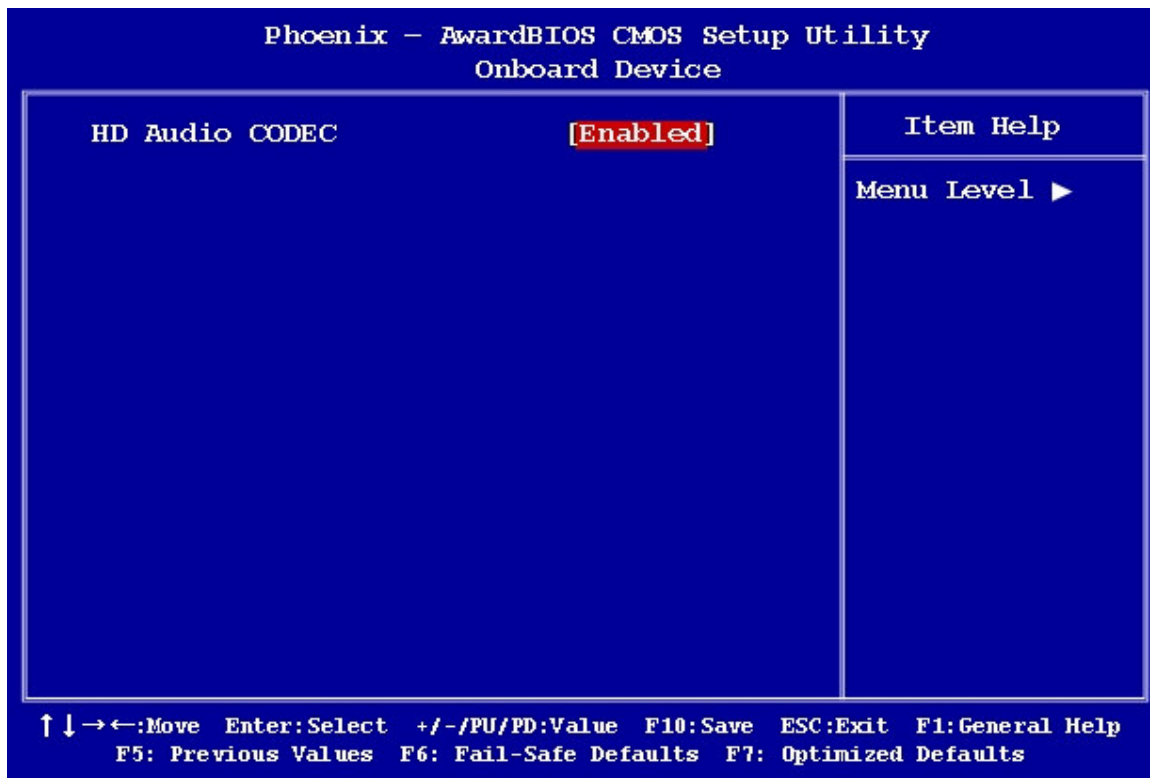 Phoenix – AwardBIOS CMOS Setup Utility
Onboard Device
HD Audio CODEC [Enabled]
Item Help
Menu Level ▶
↑↓→←:Move Enter:Select +/-/PU/PD:Value F10:Save ESC:Exit F1:General Help
F5: Previous Values F6: Fail-Safe Defaults F7: Optimized Defaults